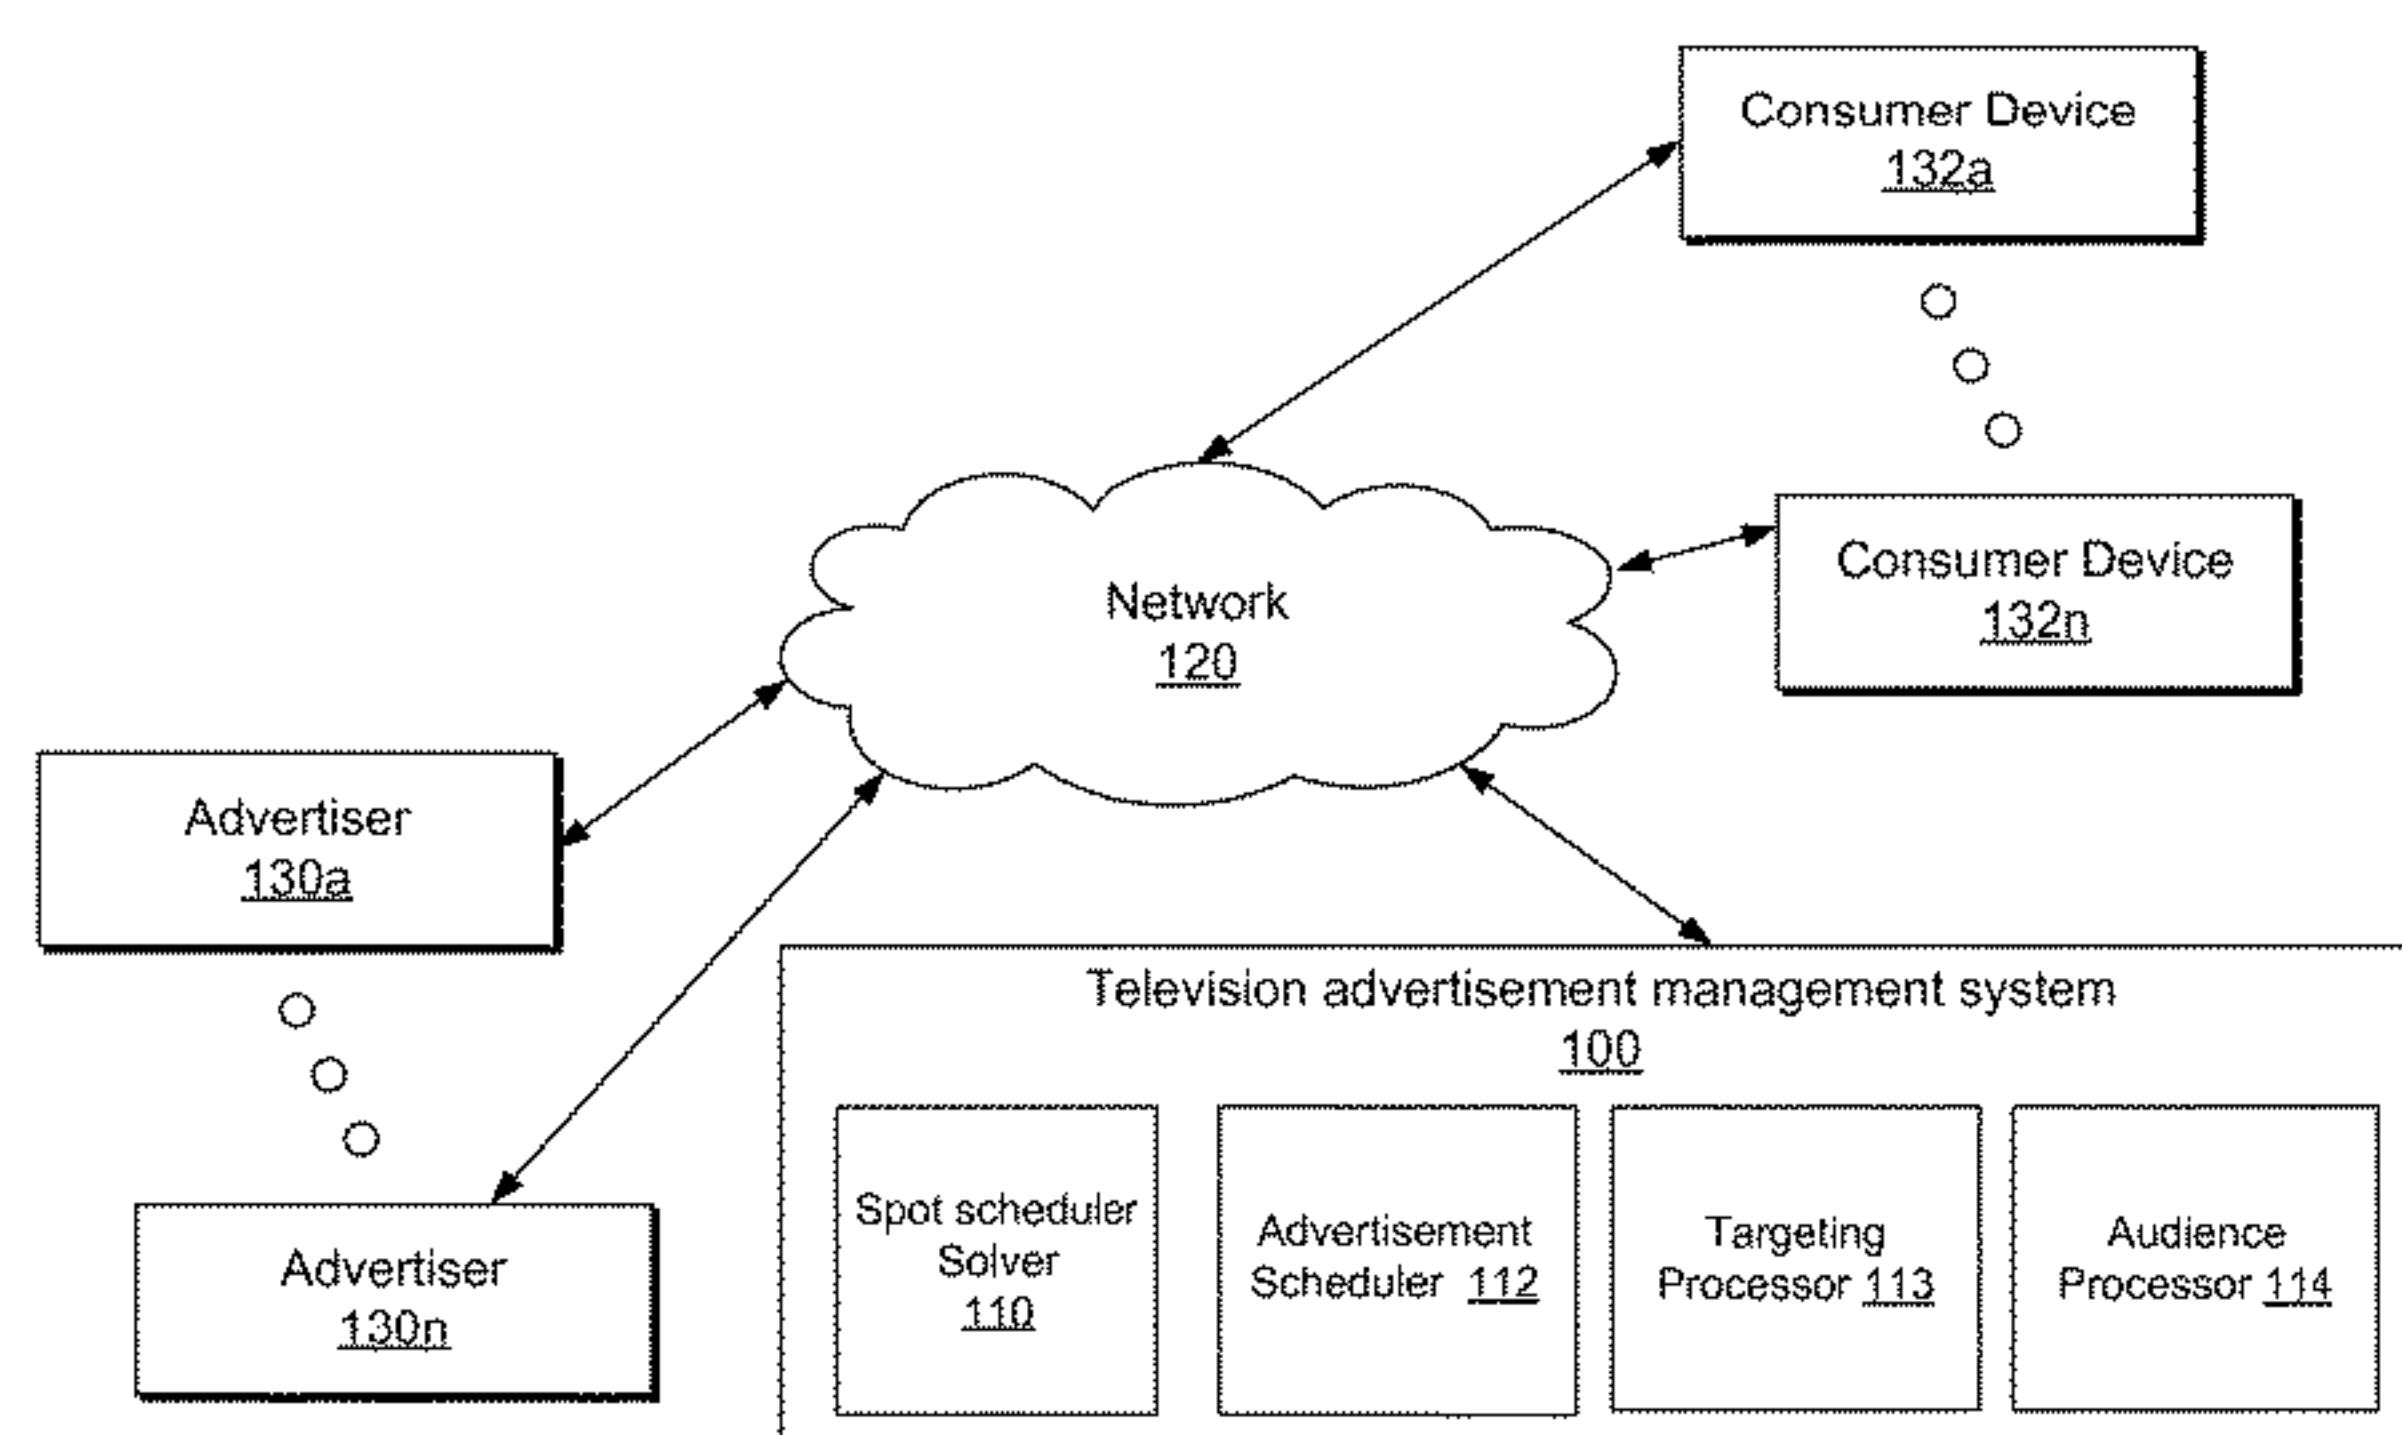 Consumer Device
132a
Consumer Device
132n
Network
120
Advertiser
130a
Advertiser
130n
Television advertisement management system
100
Spot scheduler
Solver
110
Advertisement
Scheduler 112
Targeting
Processor 113
Audience
Processor 114